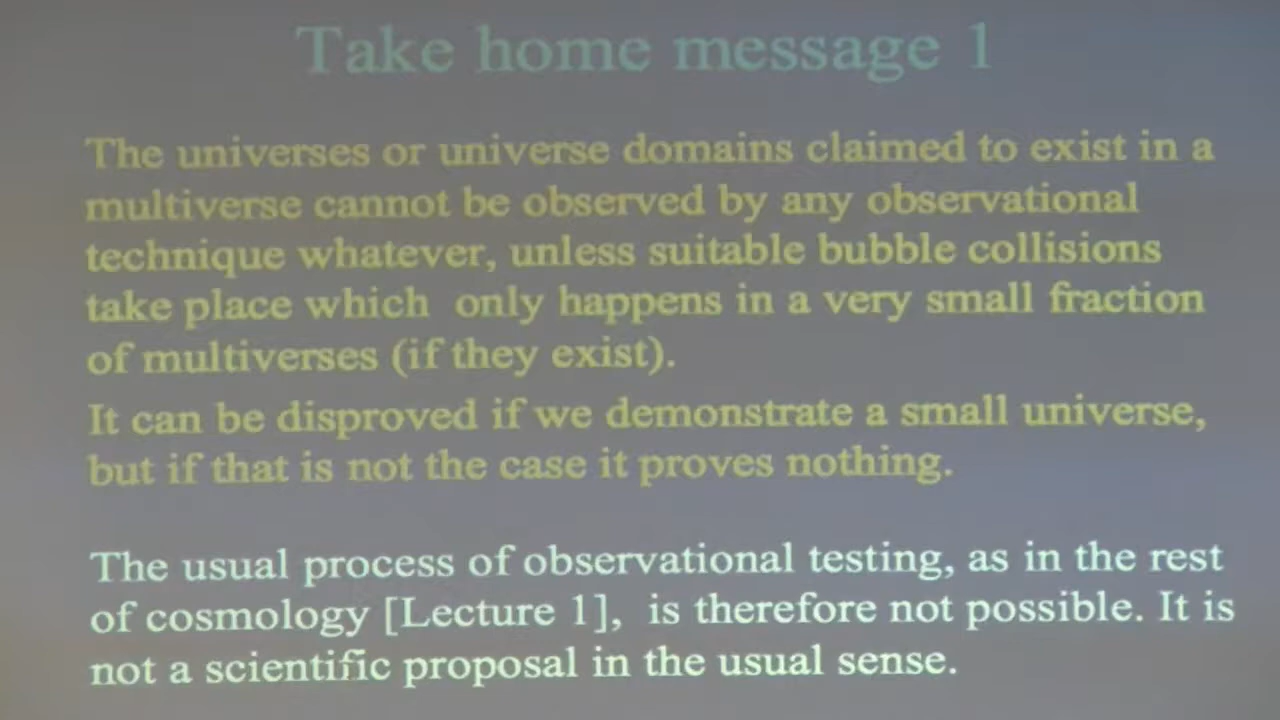 Take home message 1
The universes or universe domains claimed to exist in a
multiverse cannot be observed by any observational
technique whatever, unless suitable bubble collisions
take place which only happens in a very small fraction
of multiverses (if they exist).
It can be disproved if we demonstrate a small universe,
but if that is not the case it proves nothing.
The usual process of observational testing, as in the rest
of cosmology [Lecture 1], is therefore not possible. It is
not a scientific proposal in the usual sense.